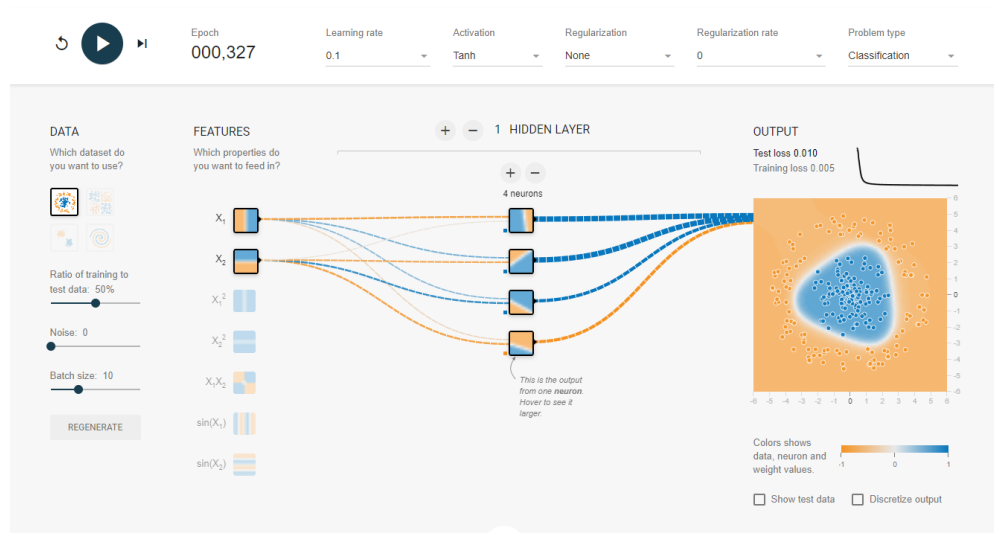 Epoch
000,327
Learning rate
0.1
Activation
Tanh
Regularization
None
Regularization rate
0
Problem type
Classification
DATA
Which dataset do
you want to use?
Ratio of training to
test data: 50%
Noise: 0
Batch size: 10
REGENERATE
FEATURES
Which properties do
you want to feed in?
X₁
X₂
X₁²
X₂²
X₁X₂
sin(X₁)
sin(X₂)
+ − 1 HIDDEN LAYER
+ −
4 neurons
This is the output
from one neuron.
Hover to see it
larger.
OUTPUT
Test loss 0.010
Training loss 0.005
6
5
4
3
2
1
0
-1
-2
-3
-4
-5
-6
-6 -5 -4 -3 -2 -1 0 1 2 3 4 5 6
Colors shows
data, neuron and
weight values.
-1 0 1
Show test data
Discretize output